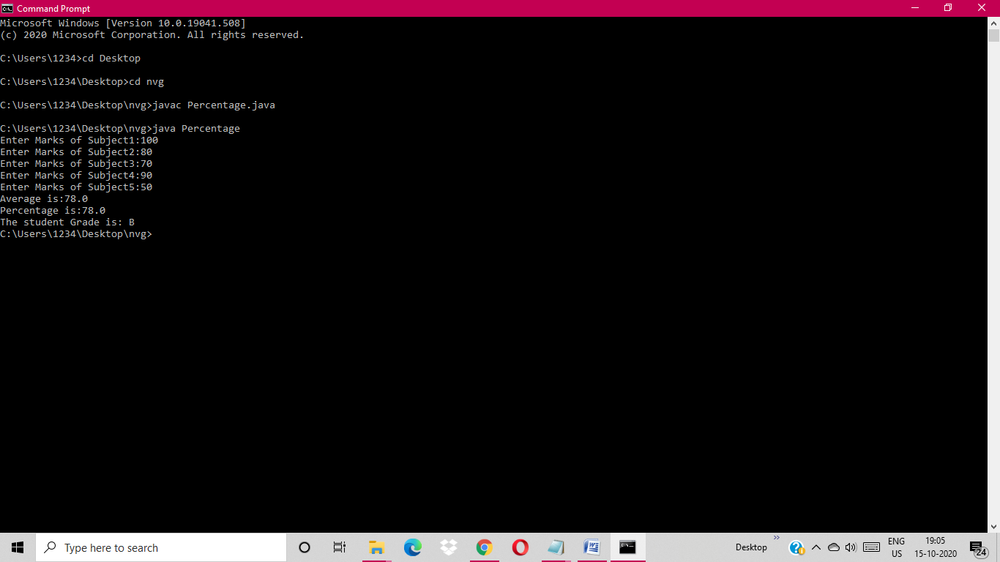 Command Prompt
Microsoft Windows [Version 10.0.19041.508]
(c) 2020 Microsoft Corporation. All rights reserved.
C:\Users\1234>cd Desktop
C:\Users\1234\Desktop>cd nvg
C:\Users\1234\Desktop\nvg>javac Percentage.java
C:\Users\1234\Desktop\nvg>java Percentage
Enter Marks of Subject1:100
Enter Marks of Subject2:80
Enter Marks of Subject3:70
Enter Marks of Subject4:90
Enter Marks of Subject5:50
Average is:78.0
Percentage is:78.0
The student Grade is: B
C:\Users\1234\Desktop\nvg>
Type here to search
Desktop
ENG
US
19:05
15-10-2020
24